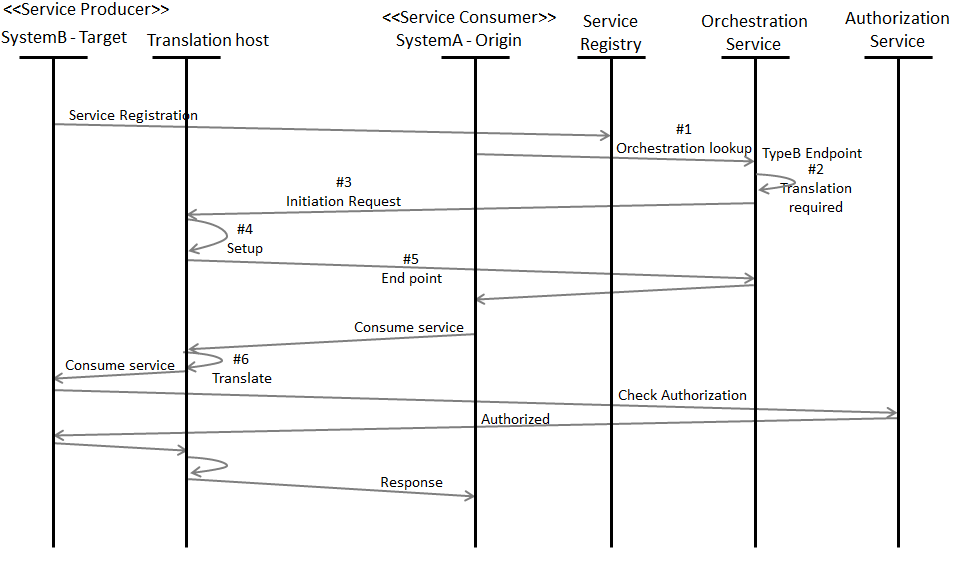 <<Service Producer>>
SystemB - Target
Translation host
<<Service Consumer>>
SystemA - Origin
Service
Registry
Orchestration
Service
Authorization
Service
Service Registration
#1
Orchestration lookup
TypeB Endpoint
#2
Translation
required
#3
Initiation Request
#4
Setup
#5
End point
Consume service
#6
Translate
Consume service
Check Authorization
Authorized
Response